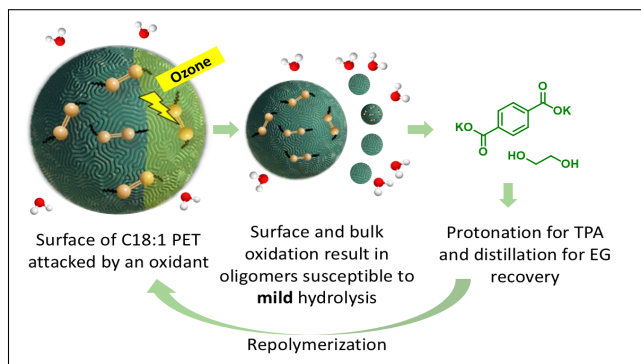 Ozone
Surface of C18:1 PET
attacked by an oxidant
Surface and bulk
oxidation result in
oligomers susceptible to
mild hydrolysis
KO
O
O
OK
HO
OH
Protonation for TPA
and distillation for EG
recovery
Repolymerization